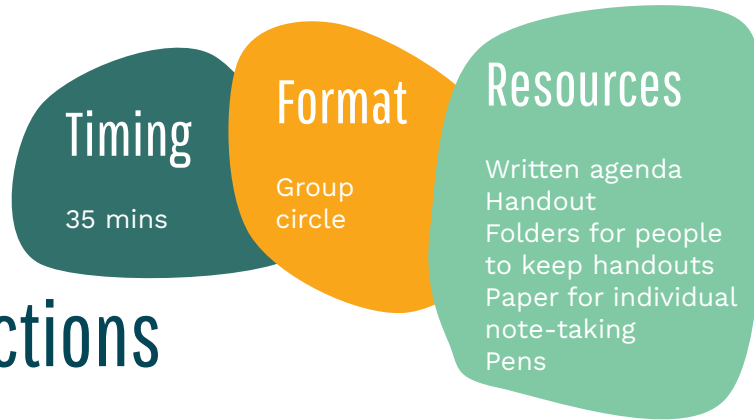 Timing
35 mins
Format
Group
circle
Resources
Written agenda
Handout
Folders for people
to keep handouts
Paper for individual
note-taking
Pens
ctions